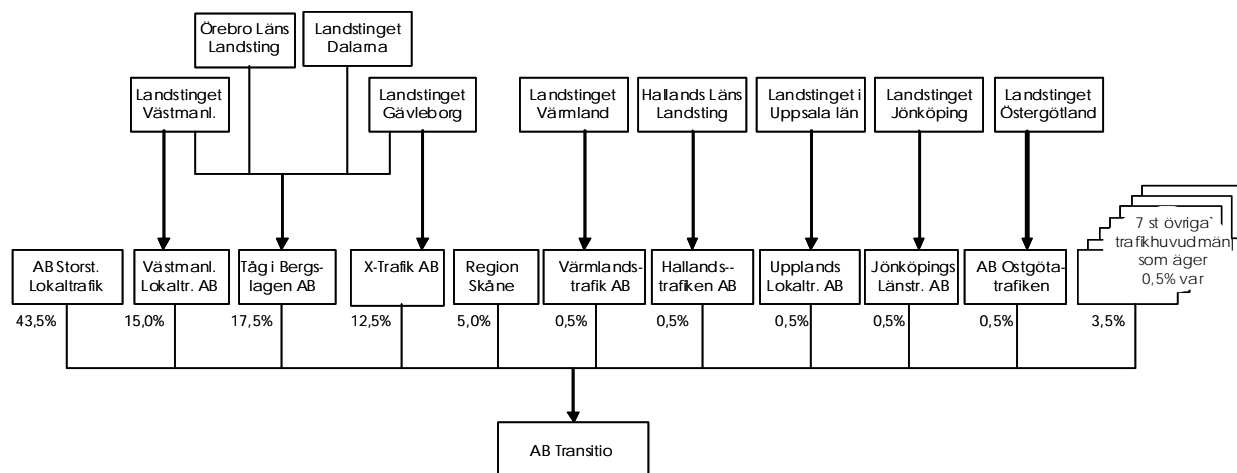 Örebro Läns
Landsting
Landstinget
Dalarna
Landstinget
Västmanl.
Landstinget
Gävleborg
Landstinget
Värmland
Hallands Läns
Landsting
Landstinget i
Uppsala län
Landstinget
Jönköping
Landstinget
Östergötland
AB Storst.
Lokaltrafik
Västmanl.
Lokaltr. AB
Tåg i Bergs-
lagen AB
X-Trafik AB
Region
Skåne
Värmlands-
trafik AB
Hallands--
trafiken AB
Upplands
Lokaltr. AB
Jönköpings
Länstr. AB
AB Ostgöta-
trafiken
7 st övriga
trafikhuvudmän
som äger
0,5% var
43,5%
15,0%
17,5%
12,5%
5,0%
0,5%
0,5%
0,5%
0,5%
0,5%
3,5%
AB Transitio